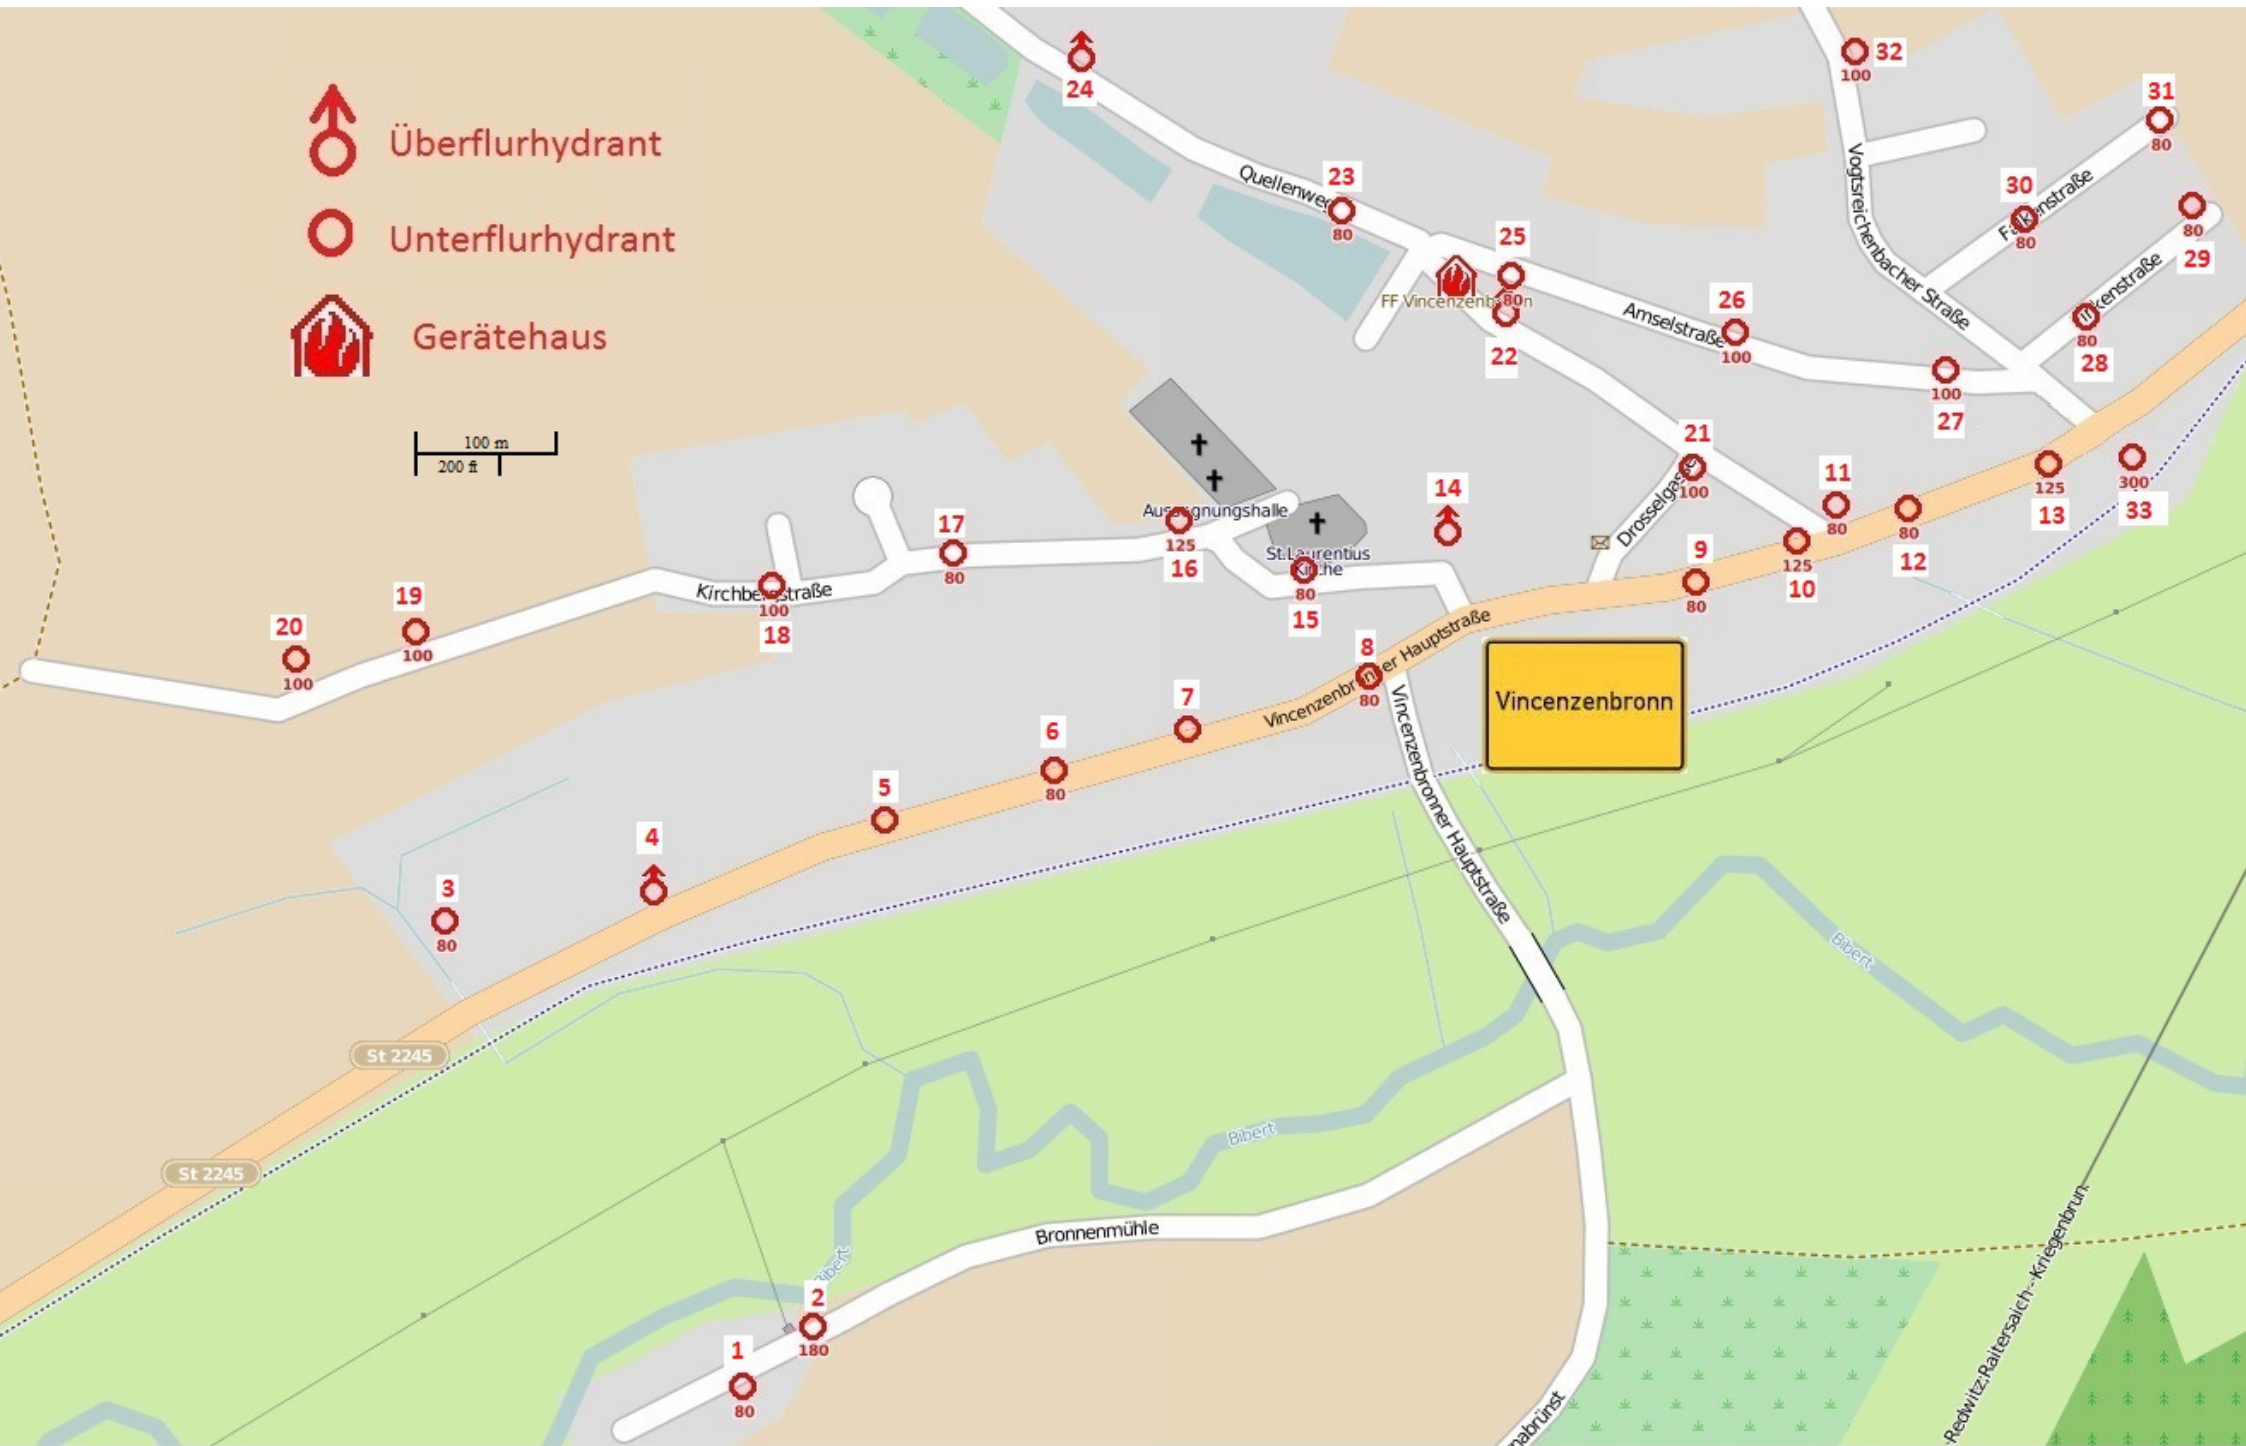 24
32
100
31
80
Überflurhydrant
Quellenweg
23
80
Vogtsreichenbacher Straße
30
Falkenstraße
80
80
29
Unterflurhydrant
25
80
FF Vincenzenbronn
22
26
Amselstraße
100
80
28
27
100
Gerätehaus
100 m
200 ft
21
100
Drosselgasse
14
11
80
125
13
300
33
17
80
Aussegnungshalle
125
16
St.Laurentius
Kirche
80
15
9
80
125
10
80
12
20
100
19
100
Kirchbergstraße
100
18
8
80
Vincenzenbronner Hauptstraße
Vincenzenbronn
7
6
80
5
4
3
80
Vincenzenbronner Hauptstraße
Bibert
St 2245
St 2245
Bibert
Bronnenmühle
Bibert
2
180
1
80
Redwitz;Raitersaich--Kriegenbrun